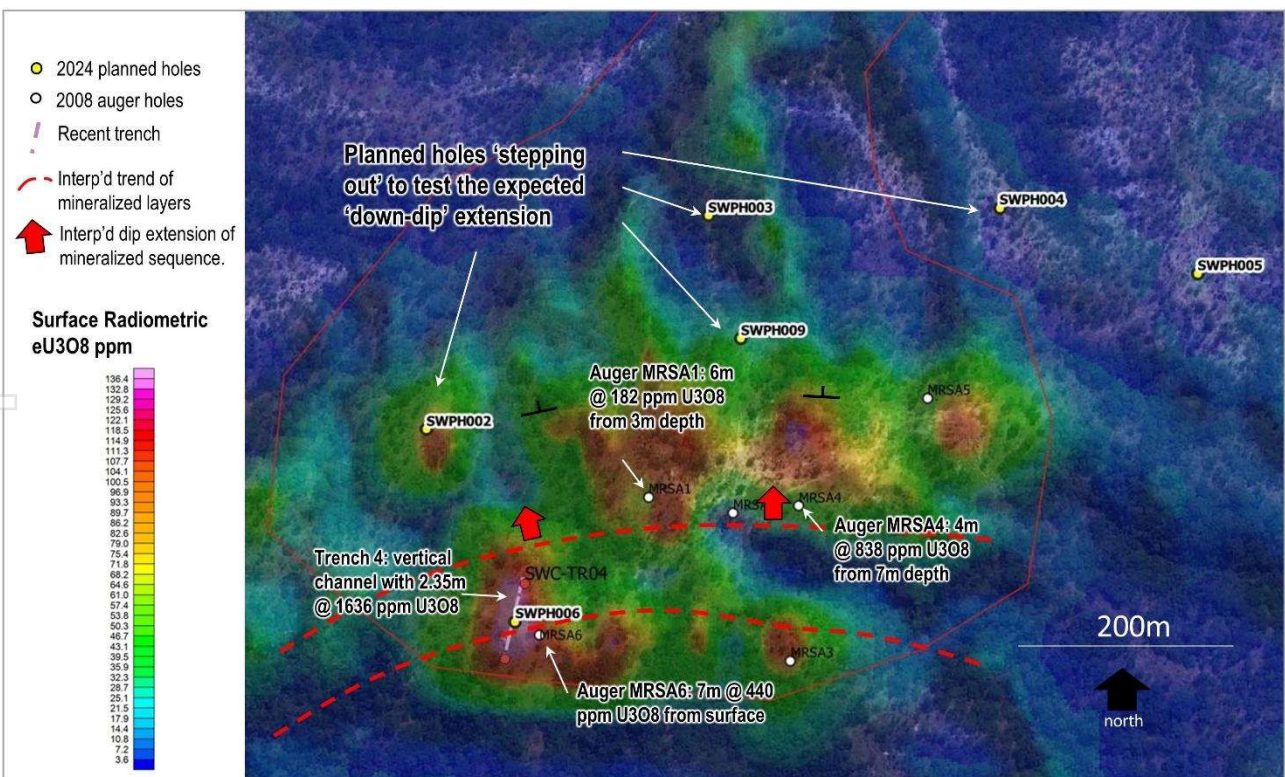 2024 planned holes
2008 auger holes
Recent trench
Interp'd trend of
mineralized layers
Interp'd dip extension of
mineralized sequence.
Surface Radiometric
eU3O8 ppm
136.4
132.8
129.2
125.6
122.1
118.5
114.9
111.3
107.7
104.1
100.5
96.9
93.3
89.7
86.2
82.6
79.0
75.4
71.8
68.2
64.6
61.0
57.4
53.8
50.3
46.7
43.1
39.5
35.9
32.3
28.7
25.1
21.5
17.9
14.4
10.8
7.2
3.6
Planned holes 'stepping
out' to test the expected
'down-dip' extension
SWPH003
SWPH004
SWPH005
SWPH009
Auger MRSA1: 6m
@ 182 ppm U3O8
from 3m depth
MRSA5
SWPH002
MRSA1
MRSA4
Auger MRSA4: 4m
@ 838 ppm U3O8
from 7m depth
Trench 4: vertical
channel with 2.35m
@ 1636 ppm U3O8
SWC-TR04
SWPH006
MRSA6
MRSA3
Auger MRSA6: 7m @ 440
ppm U3O8 from surface
200m
north